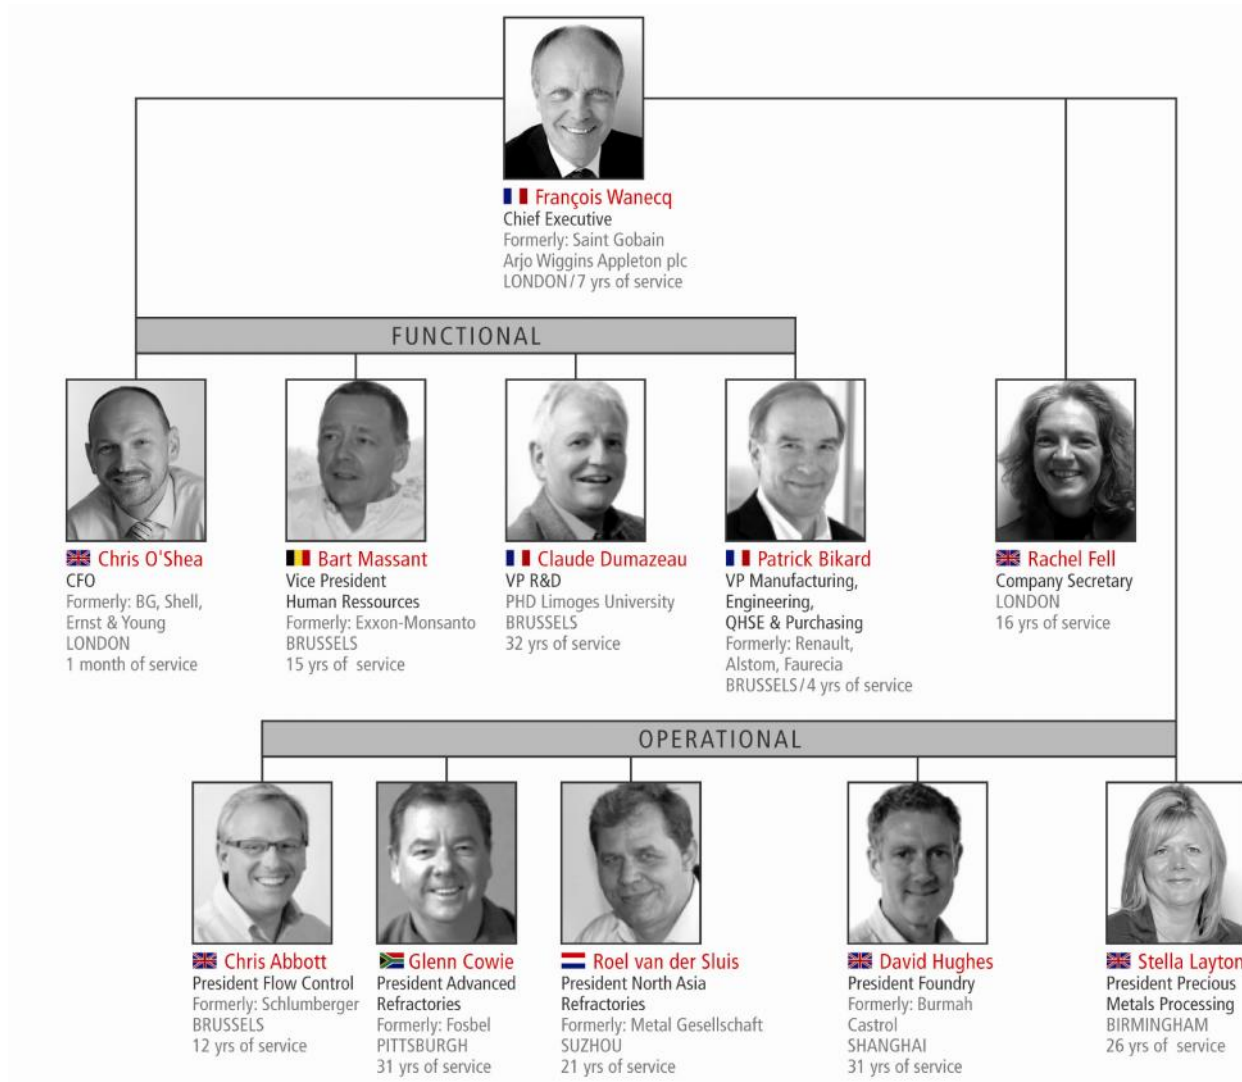 François Wanecq
Chief Executive
Formerly: Saint Gobain
Arjo Wiggins Appleton plc
LONDON/7 yrs of service
FUNCTIONAL
Chris O'Shea
CFO
Formerly: BG, Shell,
Ernst & Young
LONDON
1 month of service
Bart Massant
Vice President
Human Ressources
Formerly: Exxon-Monsanto
BRUSSELS
15 yrs of service
Claude Dumazeau
VP R&D
PHD Limoges University
BRUSSELS
32 yrs of service
Patrick Bikard
VP Manufacturing,
Engineering,
QHSE & Purchasing
Formerly: Renault,
Alstom, Faurecia
BRUSSELS/4 yrs of service
Rachel Fell
Company Secretary
LONDON
16 yrs of service
OPERATIONAL
Chris Abbott
President Flow Control
Formerly: Schlumberger
BRUSSELS
12 yrs of service
Glenn Cowie
President Advanced
Refractories
Formerly: Fosbel
PITTSBURGH
31 yrs of service
Roel van der Sluis
President North Asia
Refractories
Formerly: Metal Gesellschaft
SUZHOU
21 yrs of service
David Hughes
President Foundry
Formerly: Burmah
Castrol
SHANGHAI
31 yrs of service
Stella Layton
President Precious
Metals Processing
BIRMINGHAM
26 yrs of service